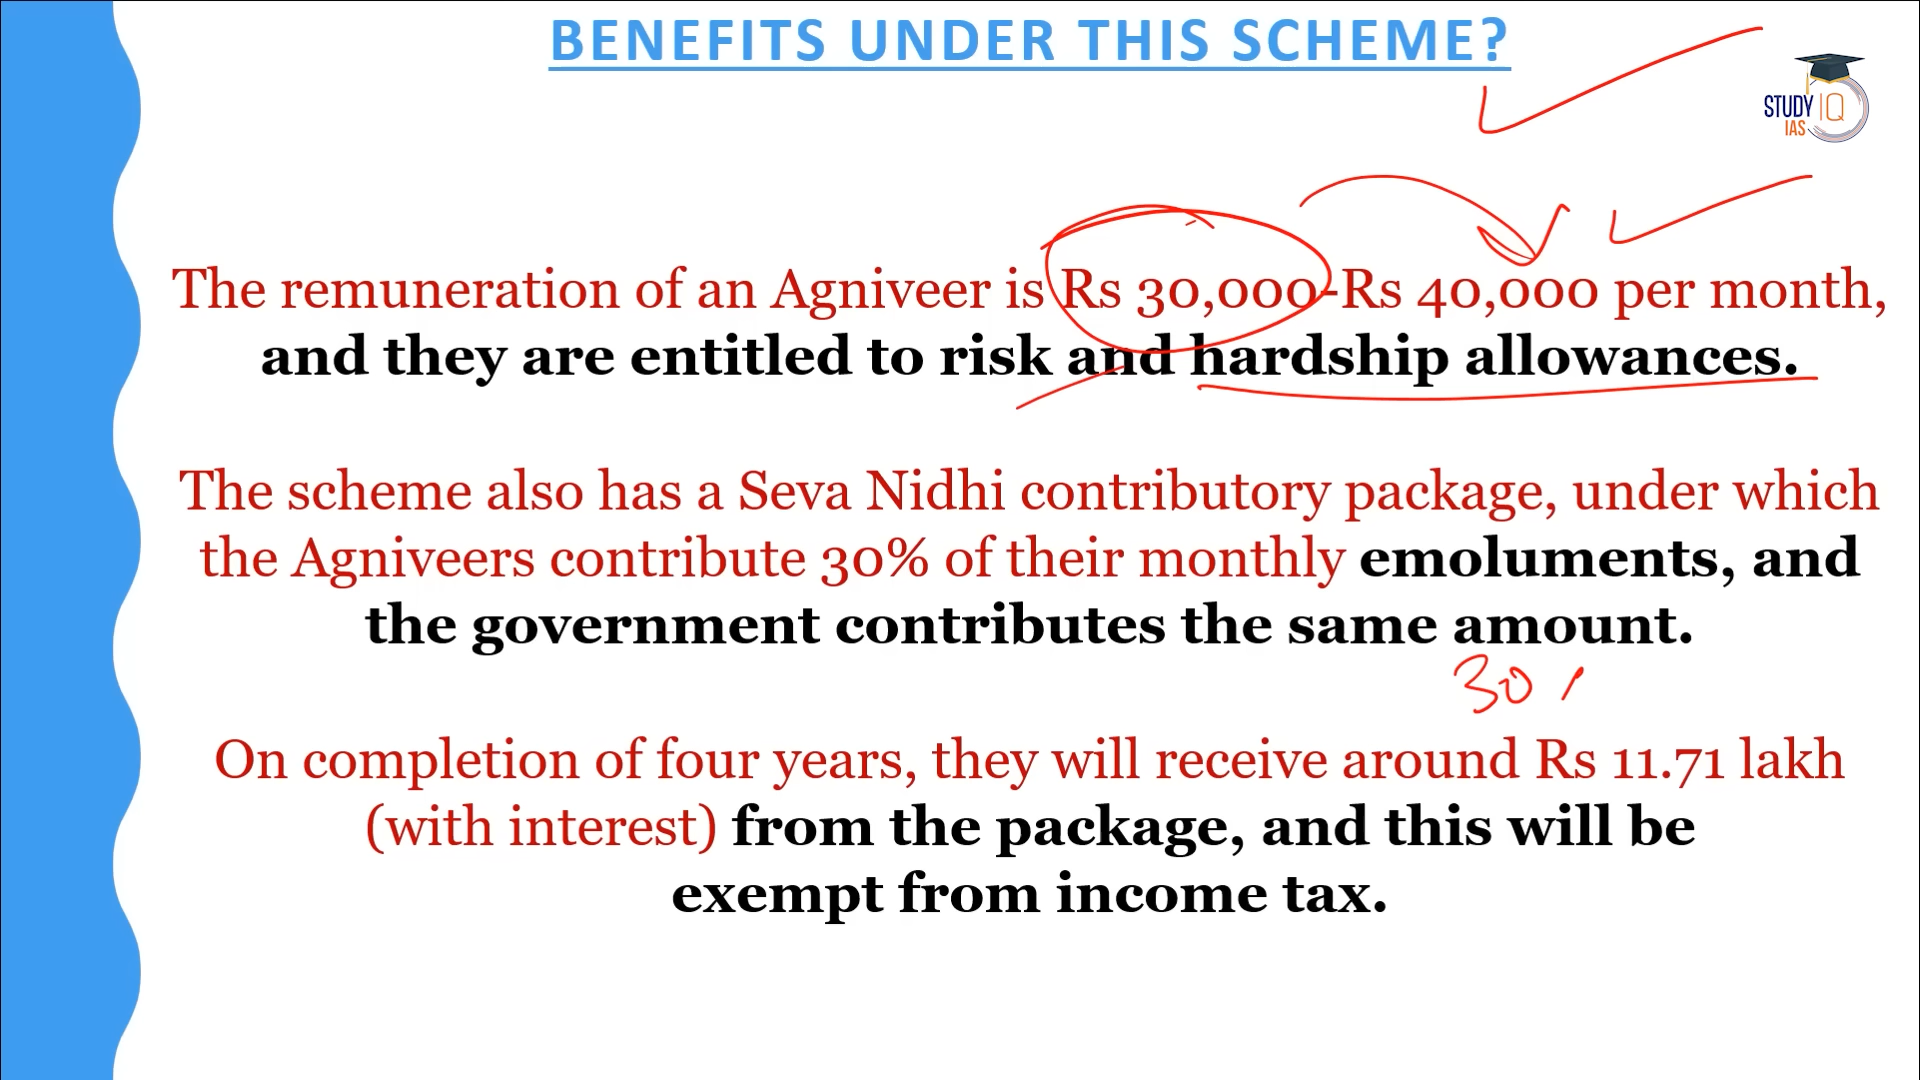 BENEFITS UNDER THIS SCHEME?
STUDY IQ
IAS
The remuneration of an Agniveer is Rs 30,000-Rs 40,000 per month,
and they are entitled to risk and hardship allowances.
The scheme also has a Seva Nidhi contributory package, under which
the Agniveers contribute 30% of their monthly emoluments, and
the government contributes the same amount.
30
On completion of four years, they will receive around Rs 11.71 lakh
(with interest) from the package, and this will be
exempt from income tax.